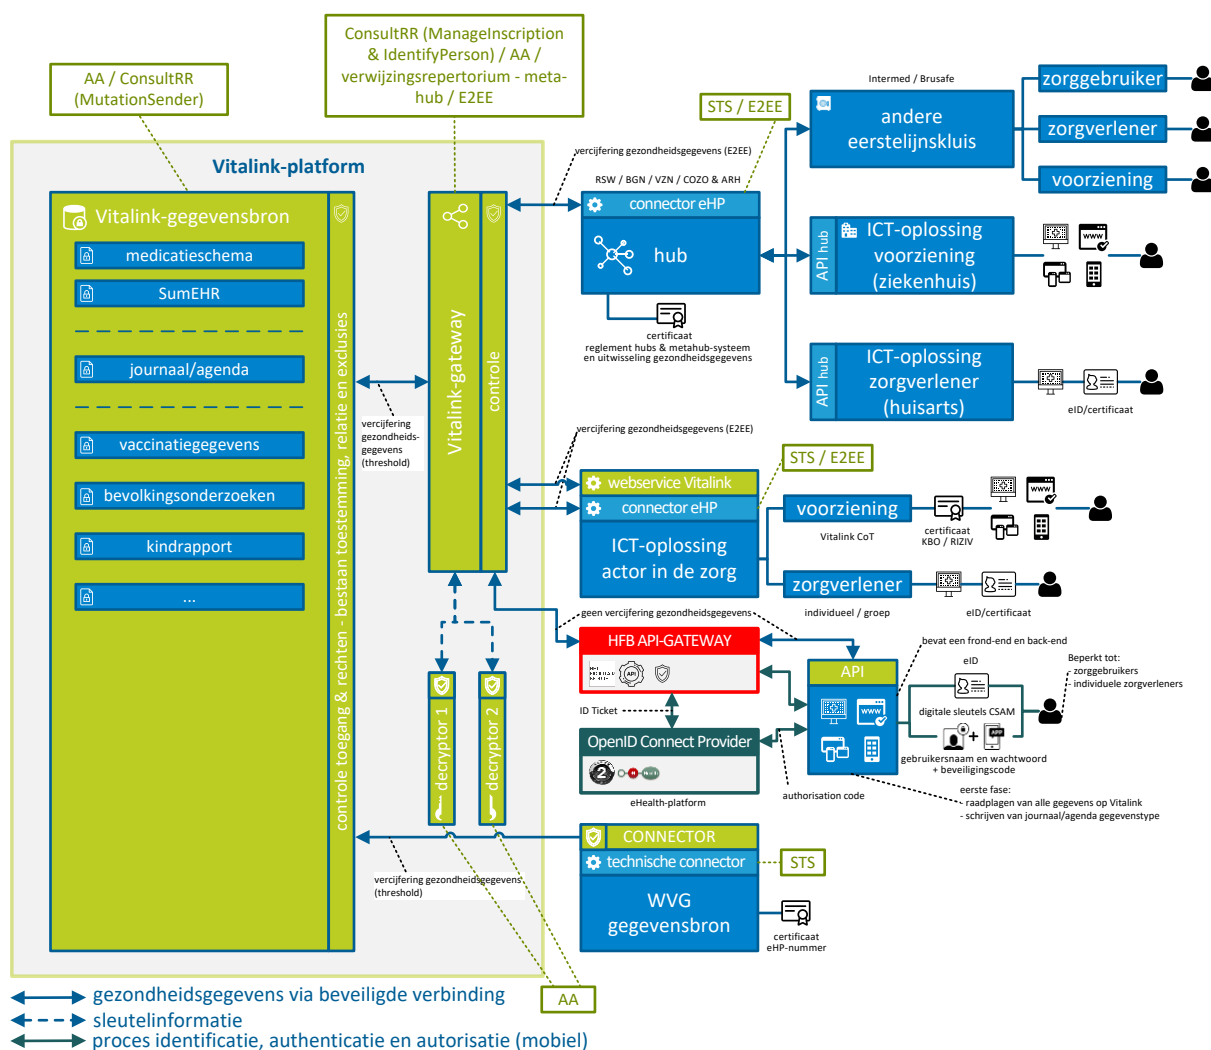 ConsultRR (ManageInscription
& IdentifyPerson) / AA /
verwijzingsrepertorium - meta-
hub / E2EE
AA / ConsultRR
(MutationSender)
STS / E2EE
Intermed / Brusafe
andere
eerstelijnskluis
zorggebruiker
zorgverlener
voorziening
Vitalink-platform
vercijfering gezondheidsgegevens (E2EE)
RSW / BGN / VZN / COZO & ARH
connector eHP
hub
certificaat
reglement hubs & metahub-systeem
en uitwisseling gezondheidsgegevens
API hub
ICT-oplossing
voorziening
(ziekenhuis)
www
API hub
ICT-oplossing
zorgverlener
(huisarts)
eID/certificaat
Vitalink-gegevensbron
medicatieschema
SumEHR
journaal/agenda
vaccinatiegegevens
bevolkingsonderzoeken
kindrapport
...
controle toegang & rechten - bestaan toestemming, relatie en exclusies
vercijfering
gezondheids-
gegevens
(threshold)
Vitalink-gateway
controle
vercijfering gezondheidsgegevens (E2EE)
STS / E2EE
webservice Vitalink
connector eHP
ICT-oplossing
actor in de zorg
voorziening
Vitalink CoT
certificaat
KBO / RIZIV
www
zorgverlener
individueel / groep
eID/certificaat
geen vercijfering gezondheidsgegevens
HFB API-GATEWAY
API
ID Ticket
OpenID Connect Provider
2
eHealth-platform
authorisation code
bevat een frond-end en back-end
API
www
eID
digitale sleutels CSAM
+
APP
gebruikersnaam en wachtwoord
+ beveiligingscode
Beperkt tot:
- zorggebruikers
- individuele zorgverleners
eerste fase:
- raadplagen van alle gegevens op Vitalink
- schrijven van journaal/agenda gegevenstype
decryptor 1
decryptor 2
CONNECTOR
technische connector
WVG
gegevensbron
STS
certificaat
eHP-nummer
vercijfering gezondheidsgegevens
(threshold)
AA
gezondheidsgegevens via beveiligde verbinding
sleutelinformatie
proces identificatie, authenticatie en autorisatie (mobiel)